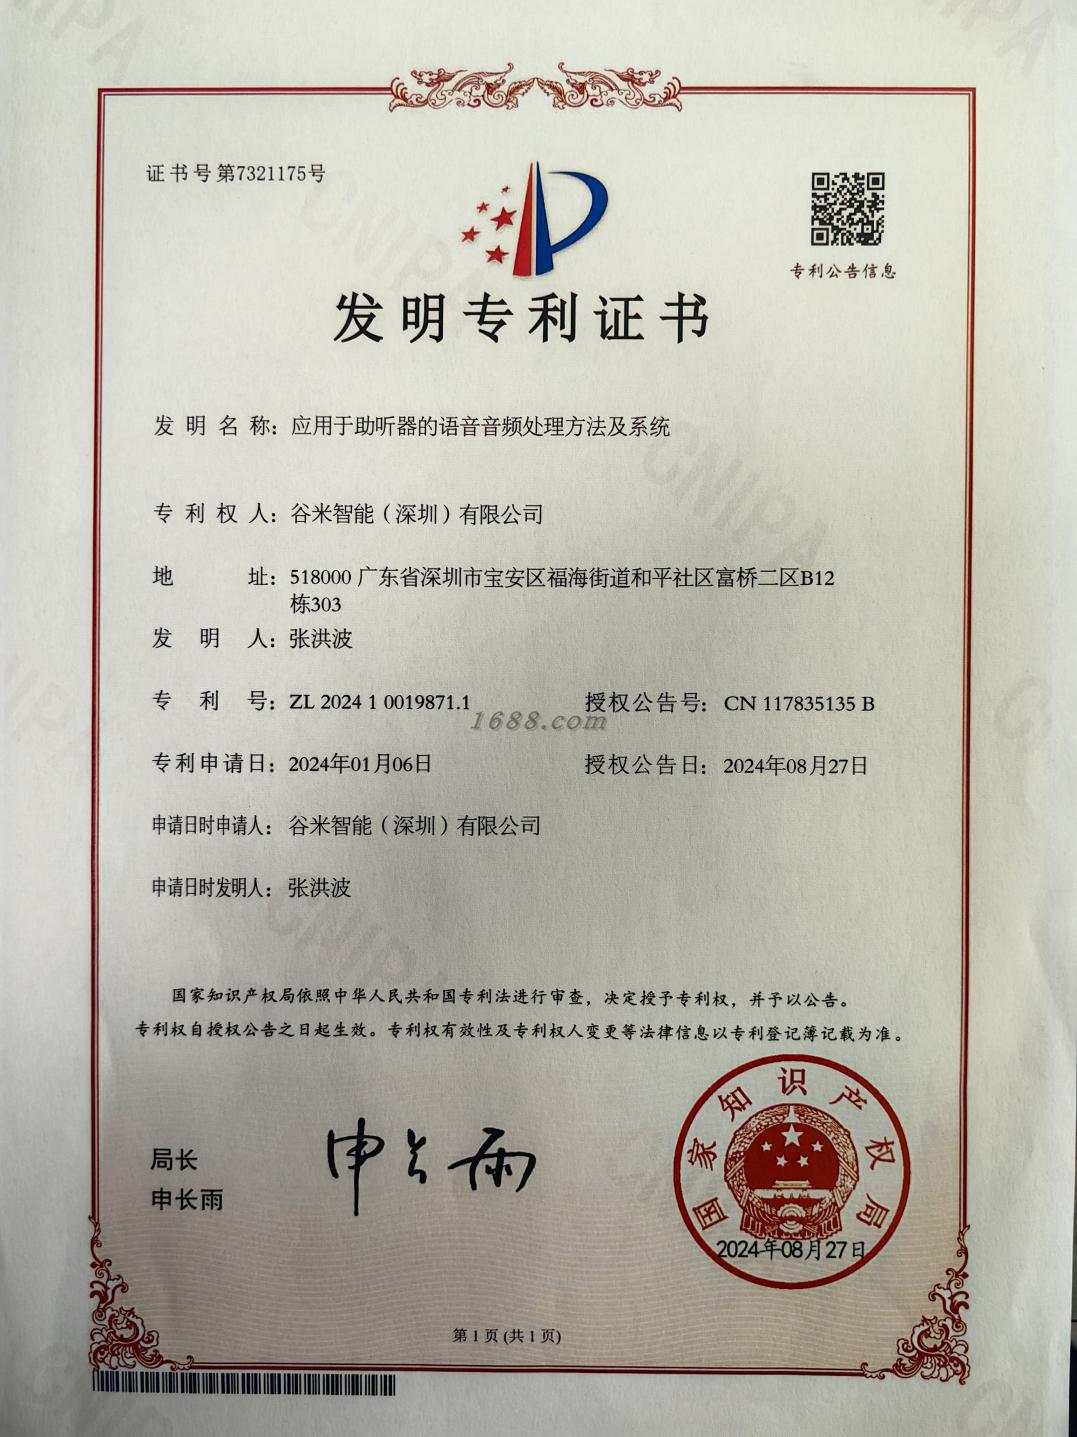 证书号第7321175号
专利公告信息
发明专利证书
发明名称：应用于助听器的语音音频处理方法及系统
专利权人：谷米智能（深圳）有限公司
地址：518000 广东省深圳市宝安区福海街道和平社区富桥二区B12
栋303
发明人：张洪波
专利号：ZL 2024 1 0019871.1 授权公告号：CN 117835135 B
1688.com
专利申请日：2024年01月06日 授权公告日：2024年08月27日
申请日时申请人：谷米智能（深圳）有限公司
申请日时发明人：张洪波
国家知识产权局依照中华人民共和国专利法进行审查，决定授予专利权，并予以公告。
专利权自授权公告之日起生效。专利权有效性及专利权人变更等法律信息以专利登记簿记载为准。
局长
申长雨
申长雨
国家知识产权局
2024年08月27日
第 1 页 (共 1 页)
CNIPA
CNIPA
CNIPA
CNIPA